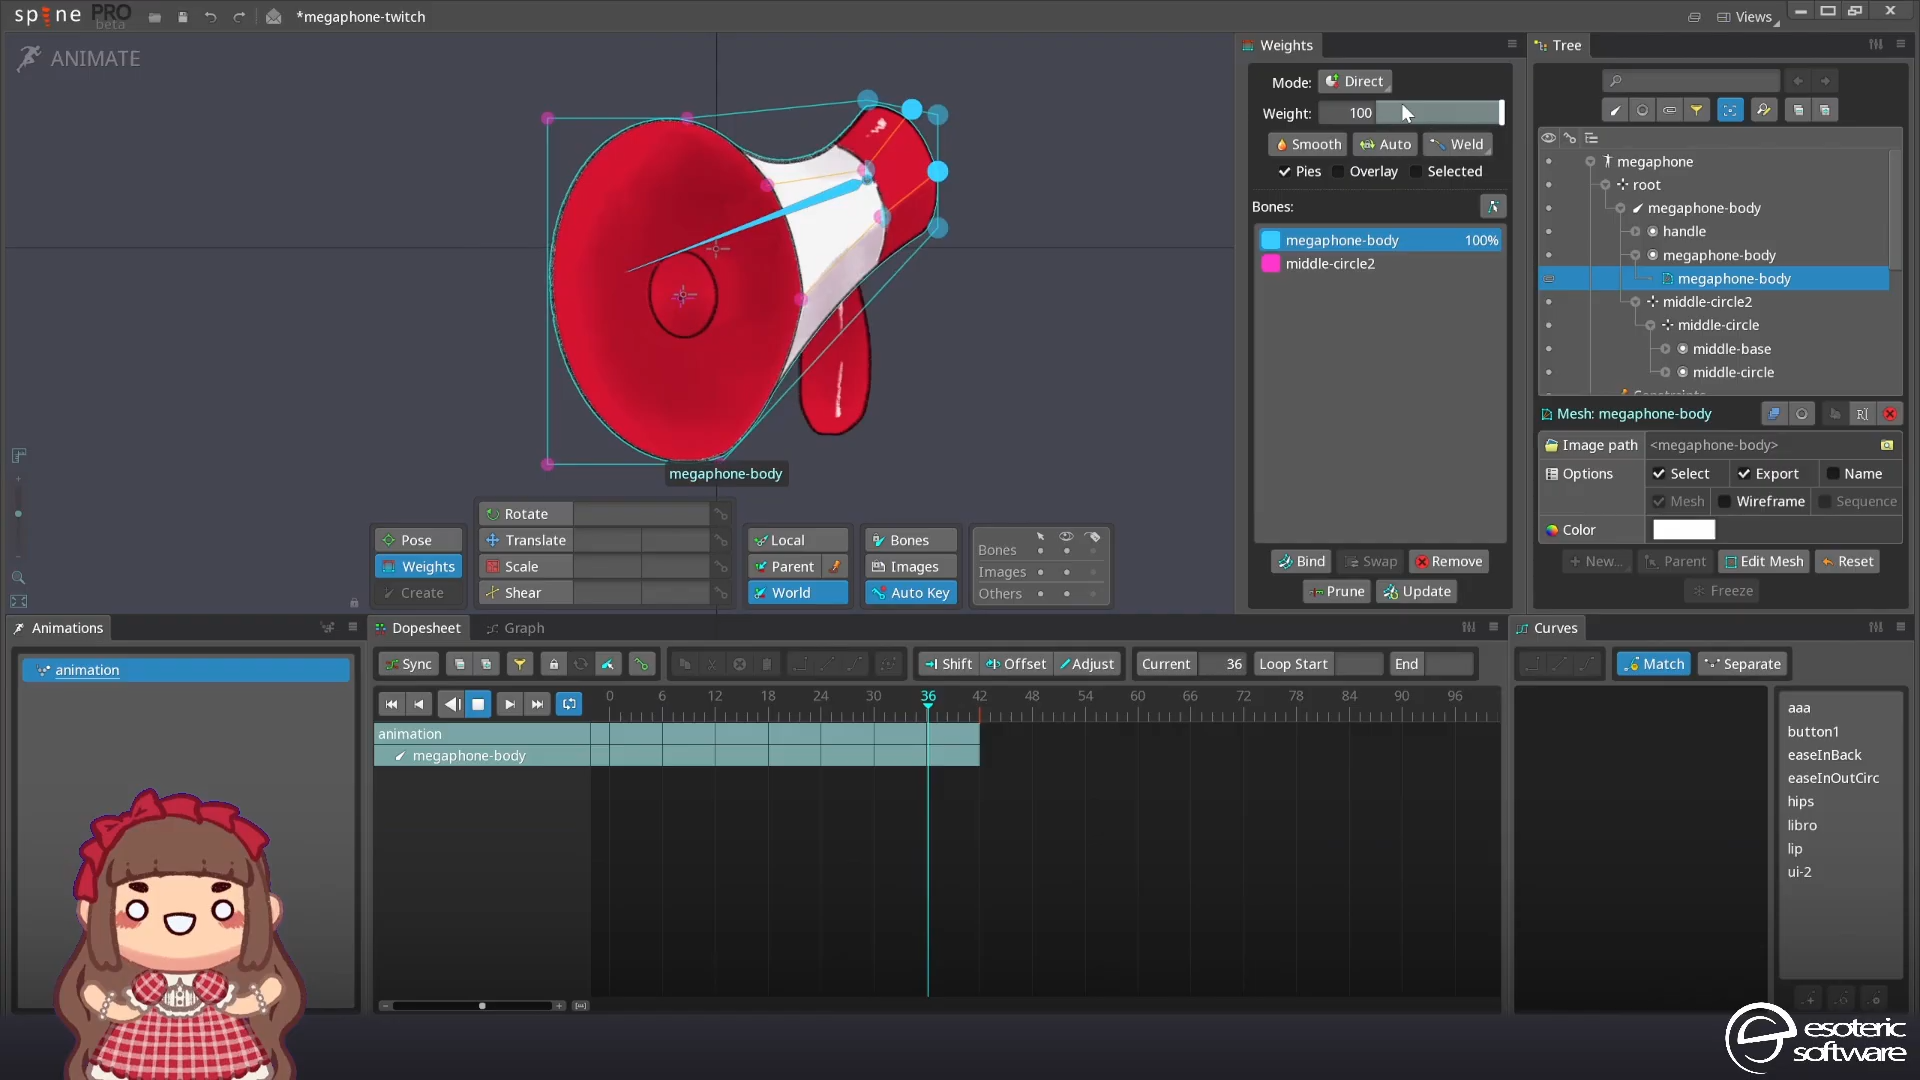 spine PRO beta
*megaphone-twitch
Views
ANIMATE
megaphone-body
Pose
Weights
Create
Rotate
Translate
Scale
Shear
Local
Parent
World
Bones
Images
Auto Key
Bones
Images
Others
Weights
Mode: Direct
Weight: 100
Smooth Auto Weld
Pies Overlay Selected
Bones:
megaphone-body 100%
middle-circle2
Bind Swap Remove
Prune Update
Tree
megaphone
root
megaphone-body
handle
megaphone-body
megaphone-body
middle-circle2
middle-circle
middle-base
middle-circle
Constraints
Mesh: megaphone-body
Image path <megaphone-body>
Options Select Export Name
Mesh Wireframe Sequence
Color
New... Parent Edit Mesh Reset
Freeze
Animations
animation
Dopesheet Graph
Sync Shift Offset Adjust Current 36 Loop Start End
0 6 12 18 24 30 36 42 48 54 60 66 72 78 84 90 96
animation
megaphone-body
Curves
Match Separate
aaa
button1
easeInBack
easeInOutCirc
hips
libro
lip
ui-2
esoteric
software